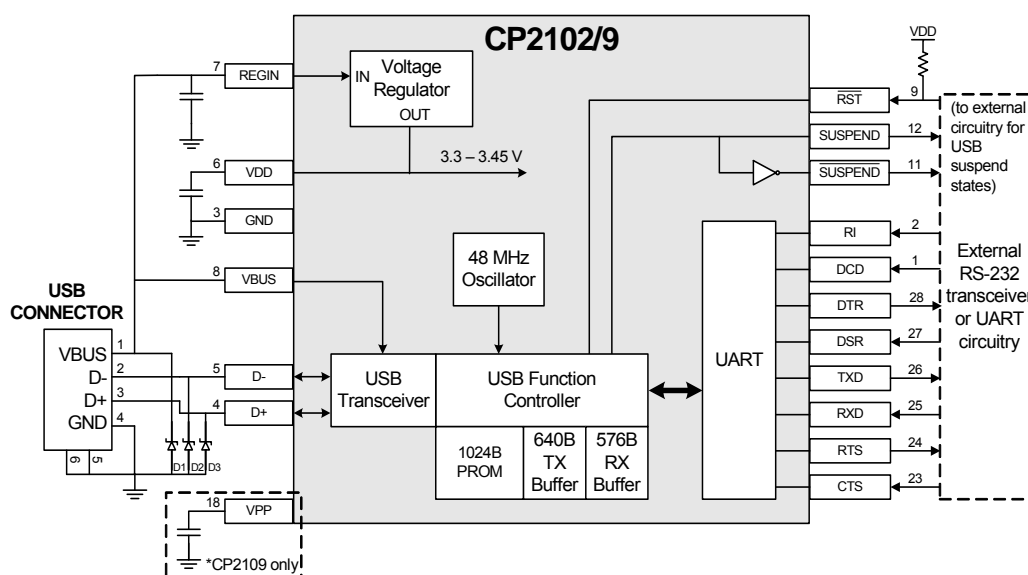 CP2102/9
VDD
7
REGIN
IN
Voltage
Regulator
OUT
9
RST
(to external
circuitry for
USB
suspend
states)
SUSPEND
12
SUSPEND
11
6
VDD
3.3 – 3.45 V
3
GND
8
VBUS
48 MHz
Oscillator
UART
RI
2
DCD
1
DTR
28
DSR
27
TXD
26
RXD
25
RTS
24
CTS
23
External
RS-232
transceiver
or UART
circuitry
USB
CONNECTOR
VBUS
1
D-
2
D+
3
GND
4
6
5
5
D-
4
D+
D1
D2
D3
USB
Transceiver
USB Function
Controller
1024B
PROM
640B
TX
Buffer
576B
RX
Buffer
18
VPP
*CP2109 only